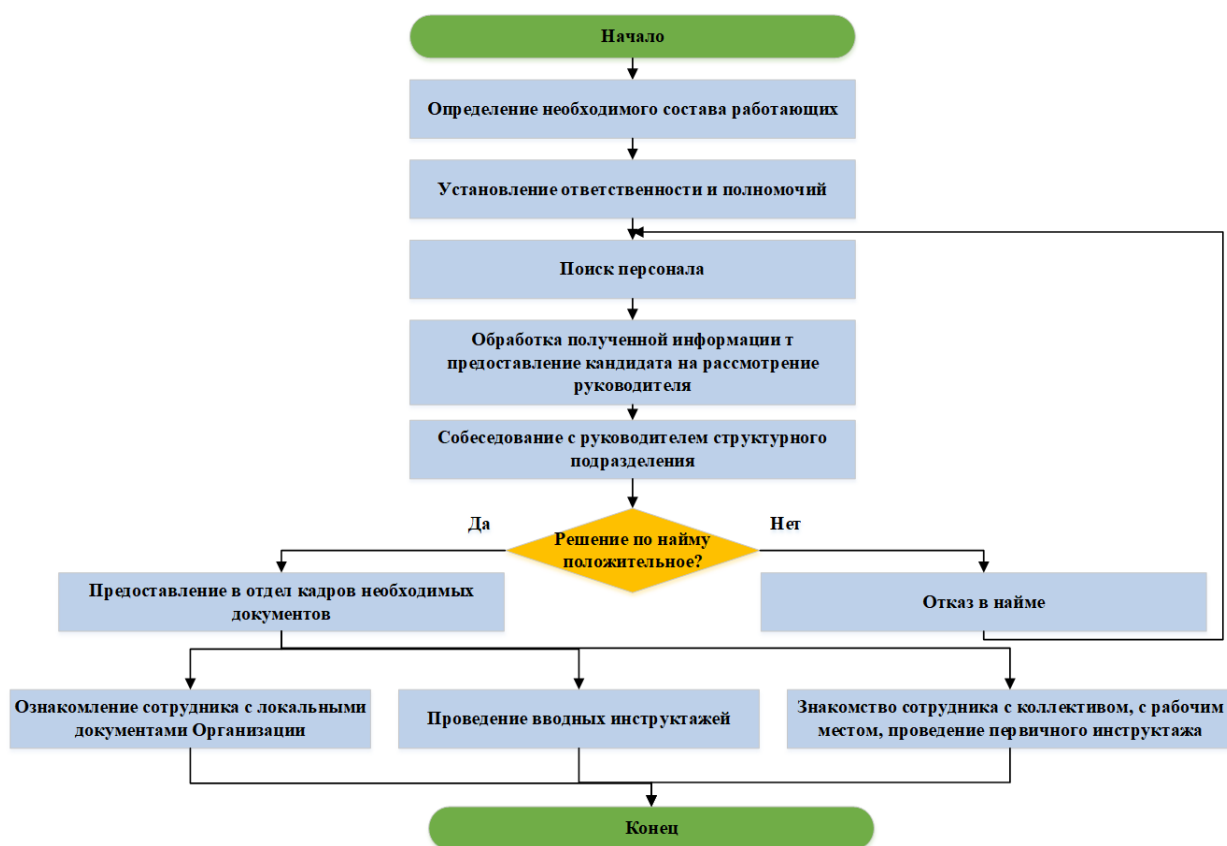 Начало
Определение необходимого состава работающих
Установление ответственности и полномочий
Поиск персонала
Обработка полученной информации т
предоставление кандидата на рассмотрение
руководителя
Собеседование с руководителем структурного
подразделения
Да
Нет
Решение по найму
положительное?
Предоставление в отдел кадров необходимых
документов
Отказ в найме
Ознакомление сотрудника с локальными
документами Организации
Проведение вводных инструктажей
Знакомство сотрудника с коллективом, с рабочим
местом, проведение первичного инструктажа
Конец